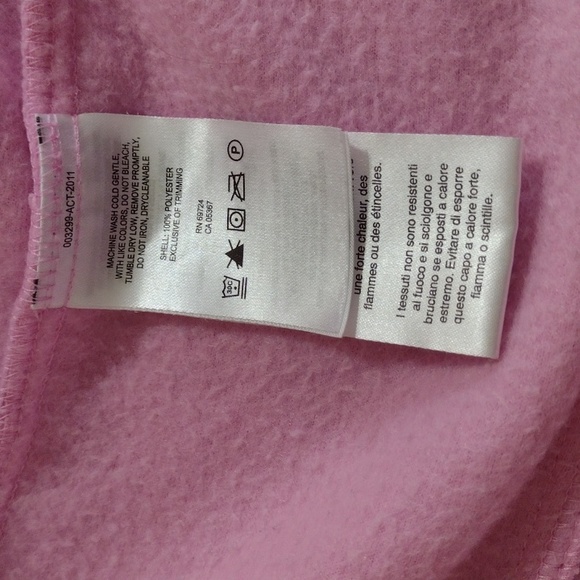 003299-ACT-2011
MACHINE WASH COLD GENTLE,
WITH LIKE COLORS, DO NOT BLEACH,
TUMBLE DRY LOW, REMOVE PROMPTLY,
DO NOT IRON, DRYCLEANABLE
SHELL: 100% POLYESTER
EXCLUSIVE OF TRIMMING
RN 69724
CA 05367
30C
P
une forte chaleur, des
flammes ou des étincelles.
I tessuti non sono resistenti
al fuoco e si sciolgono e
bruciano se esposti a calore
estremo. Evitare di esporre
questo capo a calore forte,
fiamma o scintille.